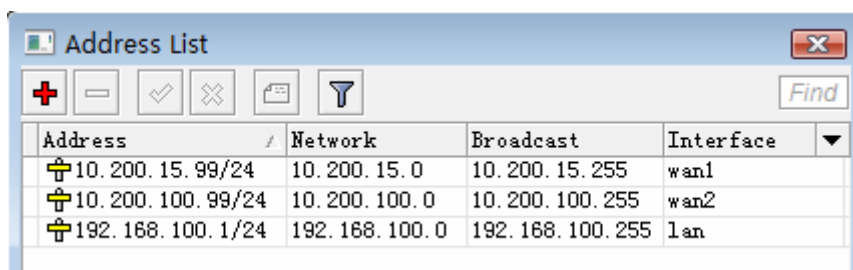 Address List
Find
Address Network Broadcast Interface
10.200.15.99/24 10.200.15.0 10.200.15.255 wan1
10.200.100.99/24 10.200.100.0 10.200.100.255 wan2
192.168.100.1/24 192.168.100.0 192.168.100.255 lan